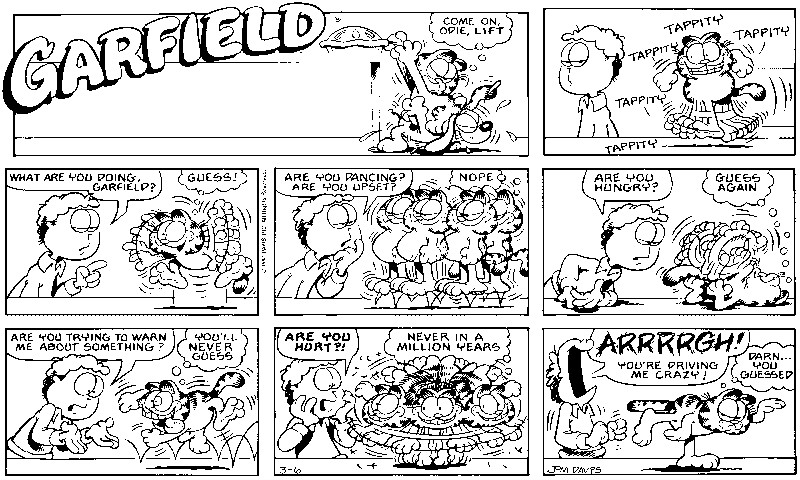 GARFIELD
COME ON,
ODIE, LIFT
TAPPITY
TAPPITY
TAPPITY
TAPPITY
TAPPITY
WHAT ARE YOU DOING,
GARFIELD?
GUESS!
ARE YOU DANCING?
ARE YOU UPSET?
NOPE
ARE YOU
HUNGRY?
GUESS
AGAIN
ARE YOU TRYING TO WARN
ME ABOUT SOMETHING?
YOU'LL
NEVER
GUESS
ARE YOU
HURT?!
NEVER IN A
MILLION YEARS
3-6
ARRRRGH!
YOU'RE DRIVING
ME CRAZY!
DARN...
YOU
GUESSED
JIM DAVIS